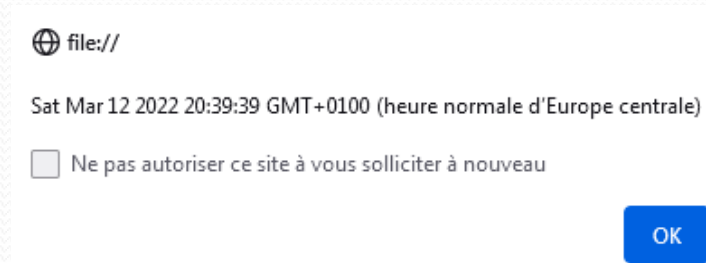 file://
Sat Mar 12 2022 20:39:39 GMT+0100 (heure normale d'Europe centrale)
Ne pas autoriser ce site à vous solliciter à nouveau
OK